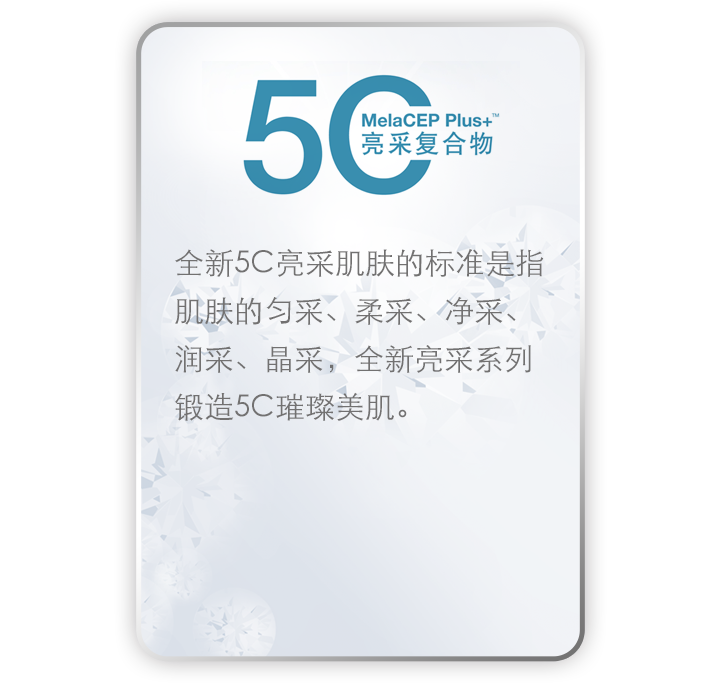 5C
MelaCEP Plus+™
亮采复合物
全新5C亮采肌肤的标准是指
肌肤的匀采、柔采、净采、
润采、晶采，全新亮采系列
锻造5C璀璨美肌。